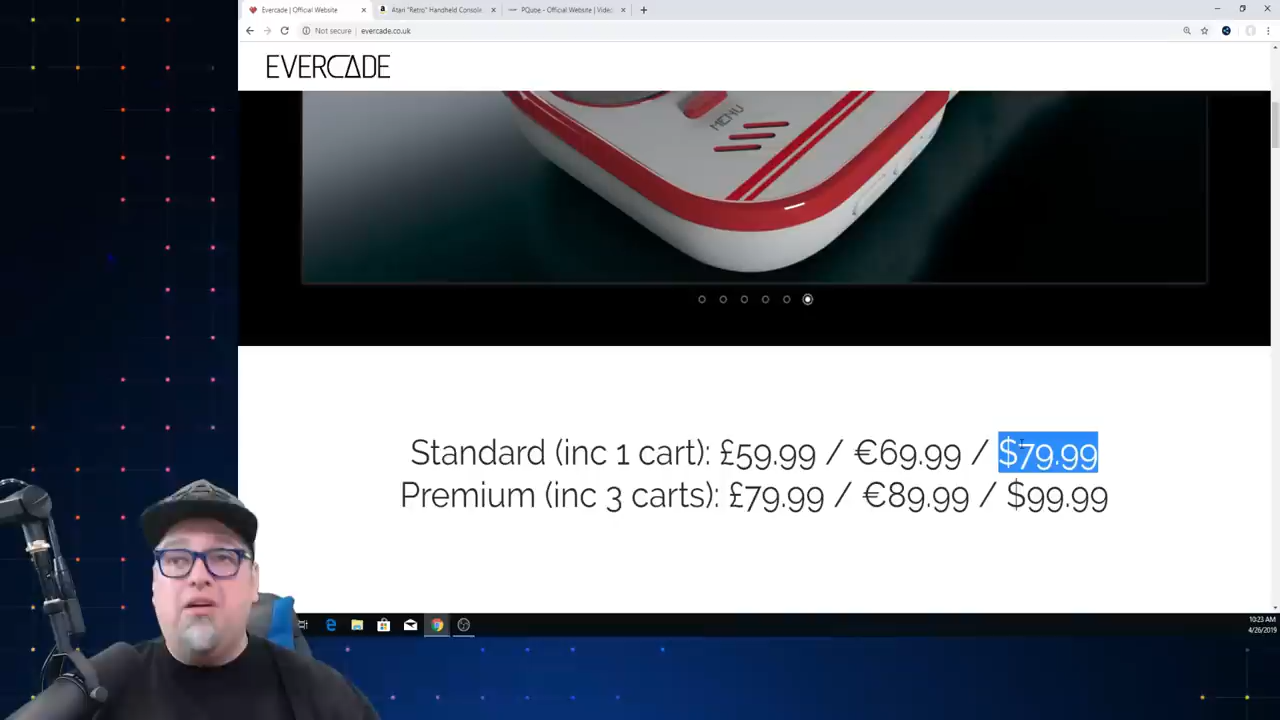 Evercade | Official Website
Atari "Retro" Handheld Console
PQube - Official Website | Video
Not secure
evercade.co.uk
EVERCADE
MENU
Standard (inc 1 cart): £59.99 / €69.99 / $79.99
Premium (inc 3 carts): £79.99 / €89.99 / $99.99
10:23 AM
4/26/2019